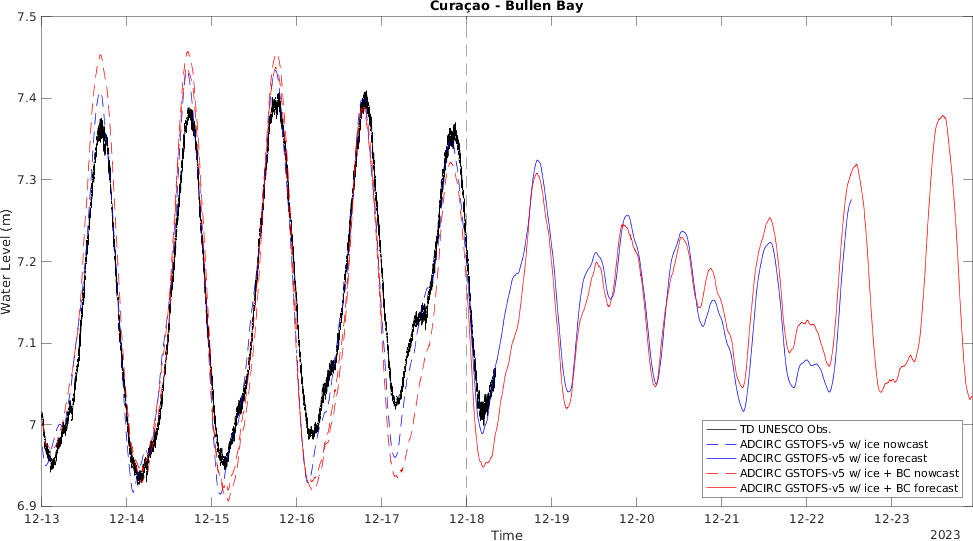 Curaçao - Bullen Bay
7.5
7.4
7.3
7.2
7.1
7
6.9
Water Level (m)
12-13 12-14 12-15 12-16 12-17 12-18 12-19 12-20 12-21 12-22 12-23
Time
2023
TD UNESCO Obs.
ADCIRC GSTOFS-v5 w/ ice nowcast
ADCIRC GSTOFS-v5 w/ ice forecast
ADCIRC GSTOFS-v5 w/ ice + BC nowcast
ADCIRC GSTOFS-v5 w/ ice + BC forecast